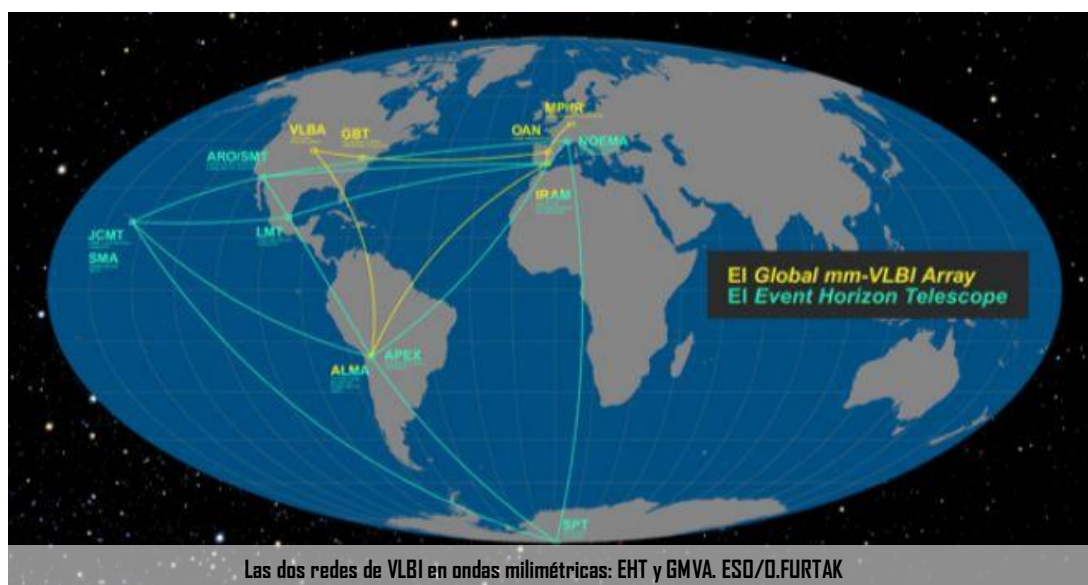 MPIfR
OAN
VLBA
GBT
NOEMA
ARO/SMT
IRAM
LMT
JCMT
SMA
El Global mm-VLBI Array
El Event Horizon Telescope
APEX
ALMA
SPT
Las dos redes de VLBI en ondas milimétricas: EHT y GMVA. ESO/O.FURTAK